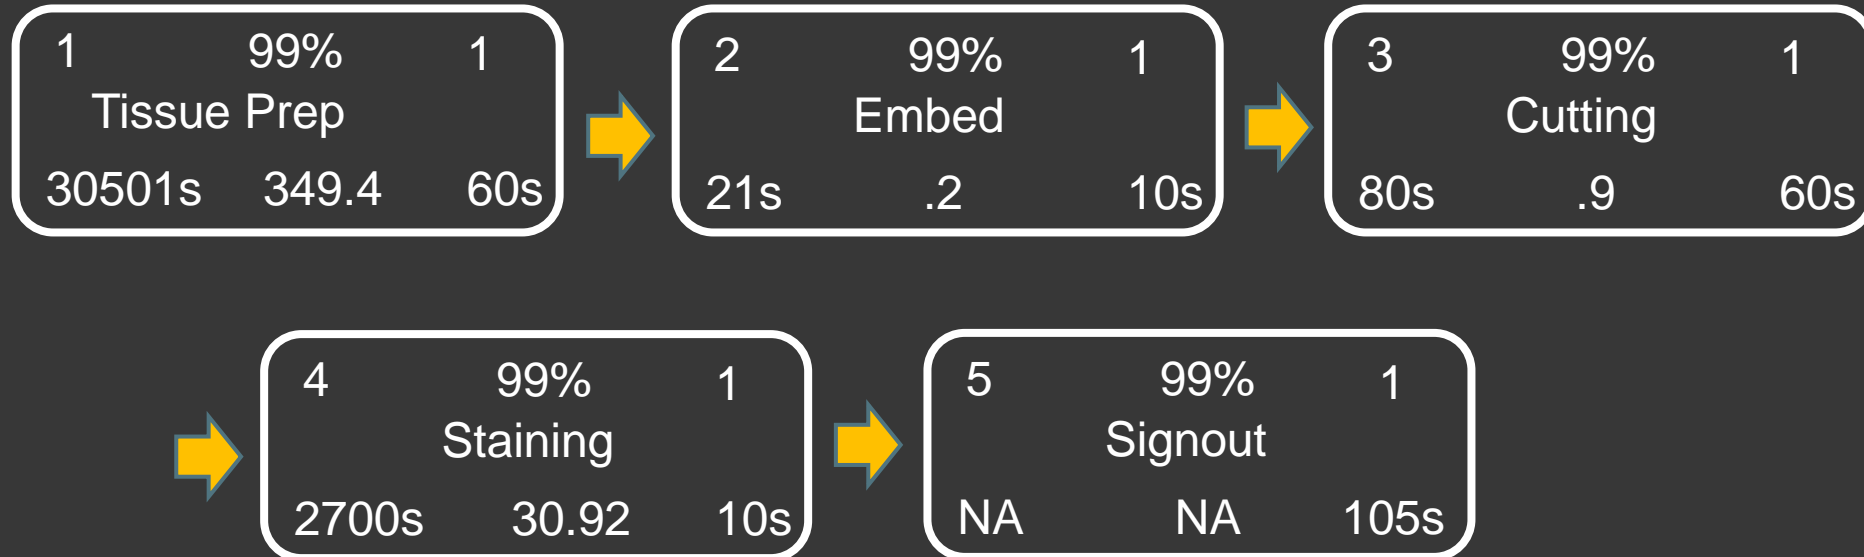 1 99% 1
Tissue Prep
30501s 349.4 60s
2 99% 1
Embed
21s .2 10s
3 99% 1
Cutting
80s .9 60s
4 99% 1
Staining
2700s 30.92 10s
5 99% 1
Signout
NA NA 105s